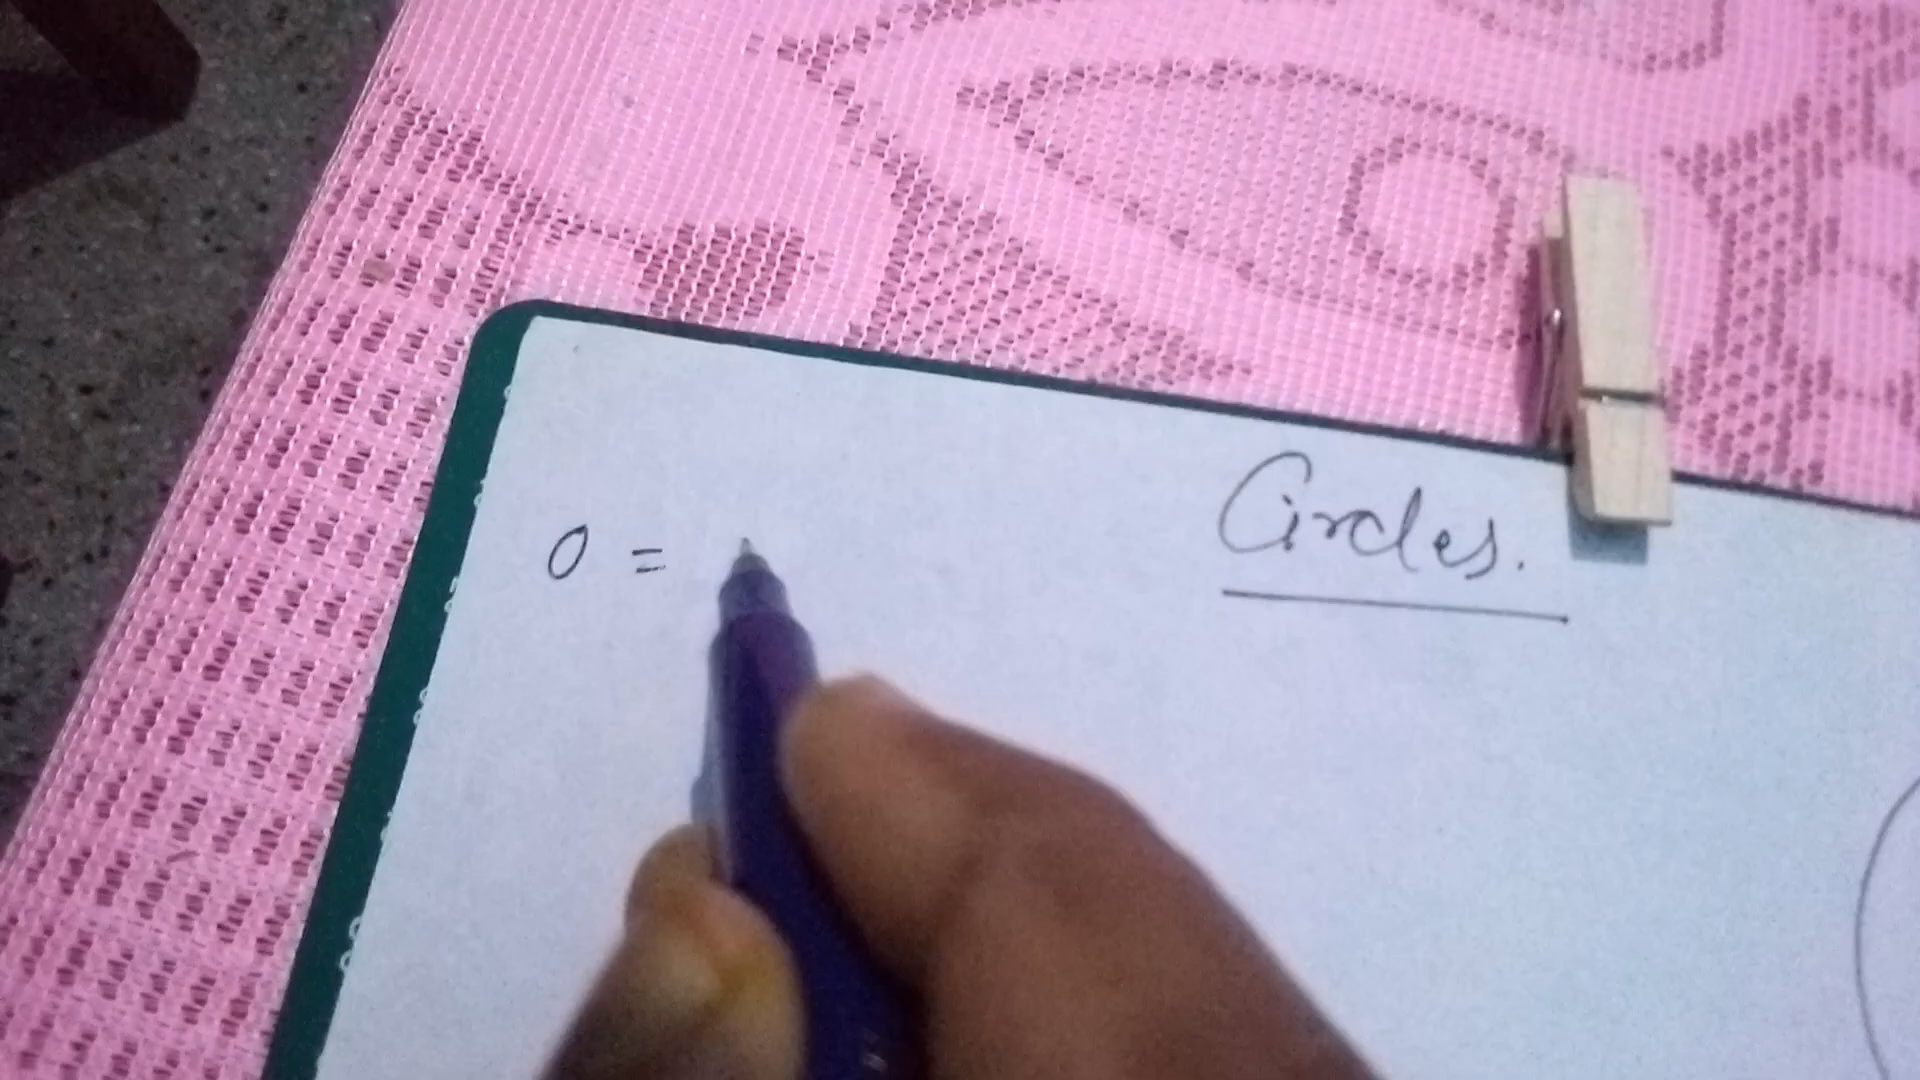 Circles.
O =